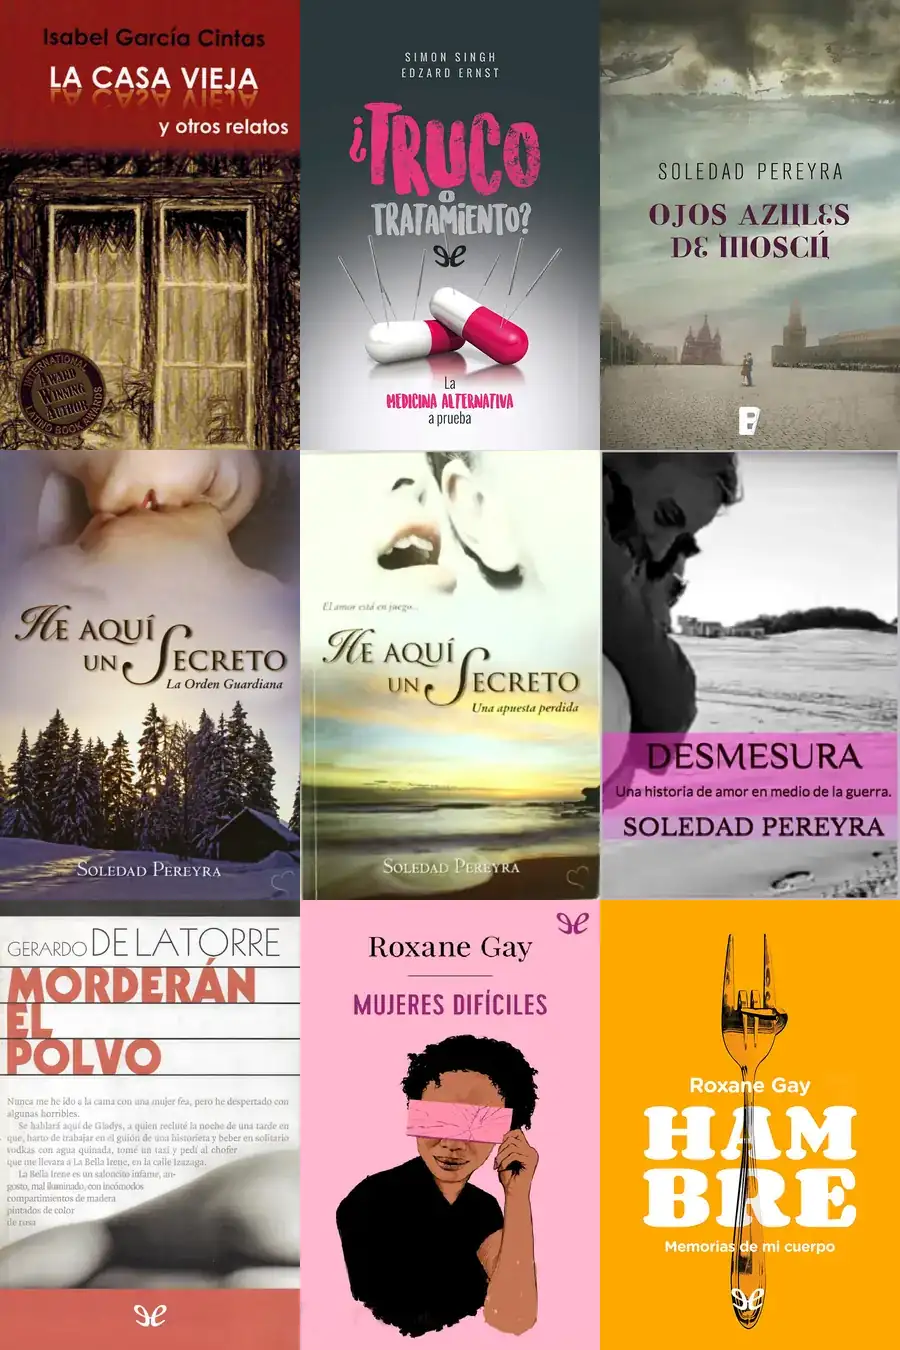 Isabel García Cintas
LA CASA VIEJA
y otros relatos
INTERNATIONAL
AWARD
WINNING
AUTHOR
LATINO BOOK AWARDS
SIMON SINGH
EDZARD ERNST
¿TRUCO
O
TRATAMIENTO?
La
MEDICINA ALTERNATIVA
a prueba
SOLEDAD PEREYRA
OJOS AZULES
DE MOSCÚ
B
HE AQUÍ
UN SECRETO
La Orden Guardiana
SOLEDAD PEREYRA
El amor está en juego...
HE AQUÍ
UN SECRETO
Una apuesta perdida
SOLEDAD PEREYRA
DESMESURA
Una historia de amor en medio de la guerra.
SOLEDAD PEREYRA
GERARDO DE LA TORRE
MORDERÁN
EL
POLVO
Nunca me he ido a la cama con una mujer fea, pero he despertado con
algunas horribles.
Se hablará aquí de Gladys, a quien recluté la noche de una tarde en
que, harto de trabajar en el guión de una historieta y beber en solitario
vodkas con agua quinada, tomé un taxi y pedí al chofer
que me llevara a La Bella Irene, en la calle Izazaga.
La Bella Irene es un saloncito infame, an-
gosto, mal iluminado, con incómodos
compartimentos de madera
pintados de color
de rosa
Roxane Gay
MUJERES DIFÍCILES
Roxane Gay
HAM
BRE
Memorias de mi cuerpo